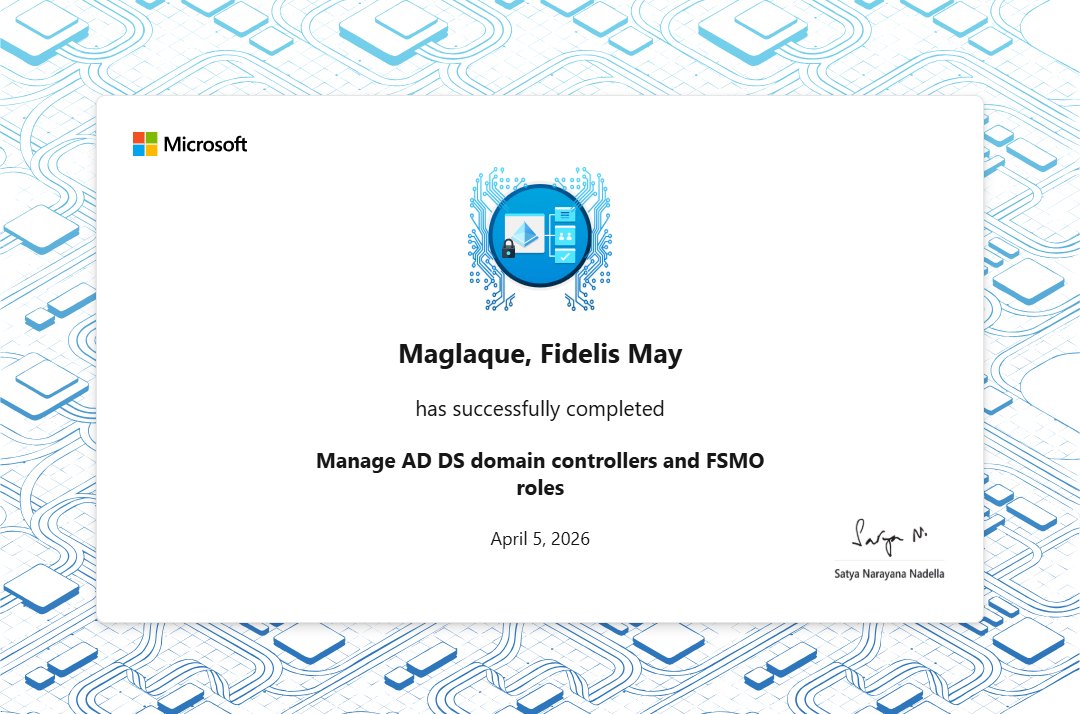 Microsoft
Maglaque, Fidelis May
has successfully completed
Manage AD DS domain controllers and FSMO
roles
April 5, 2026
Satya N.
Satya Narayana Nadella